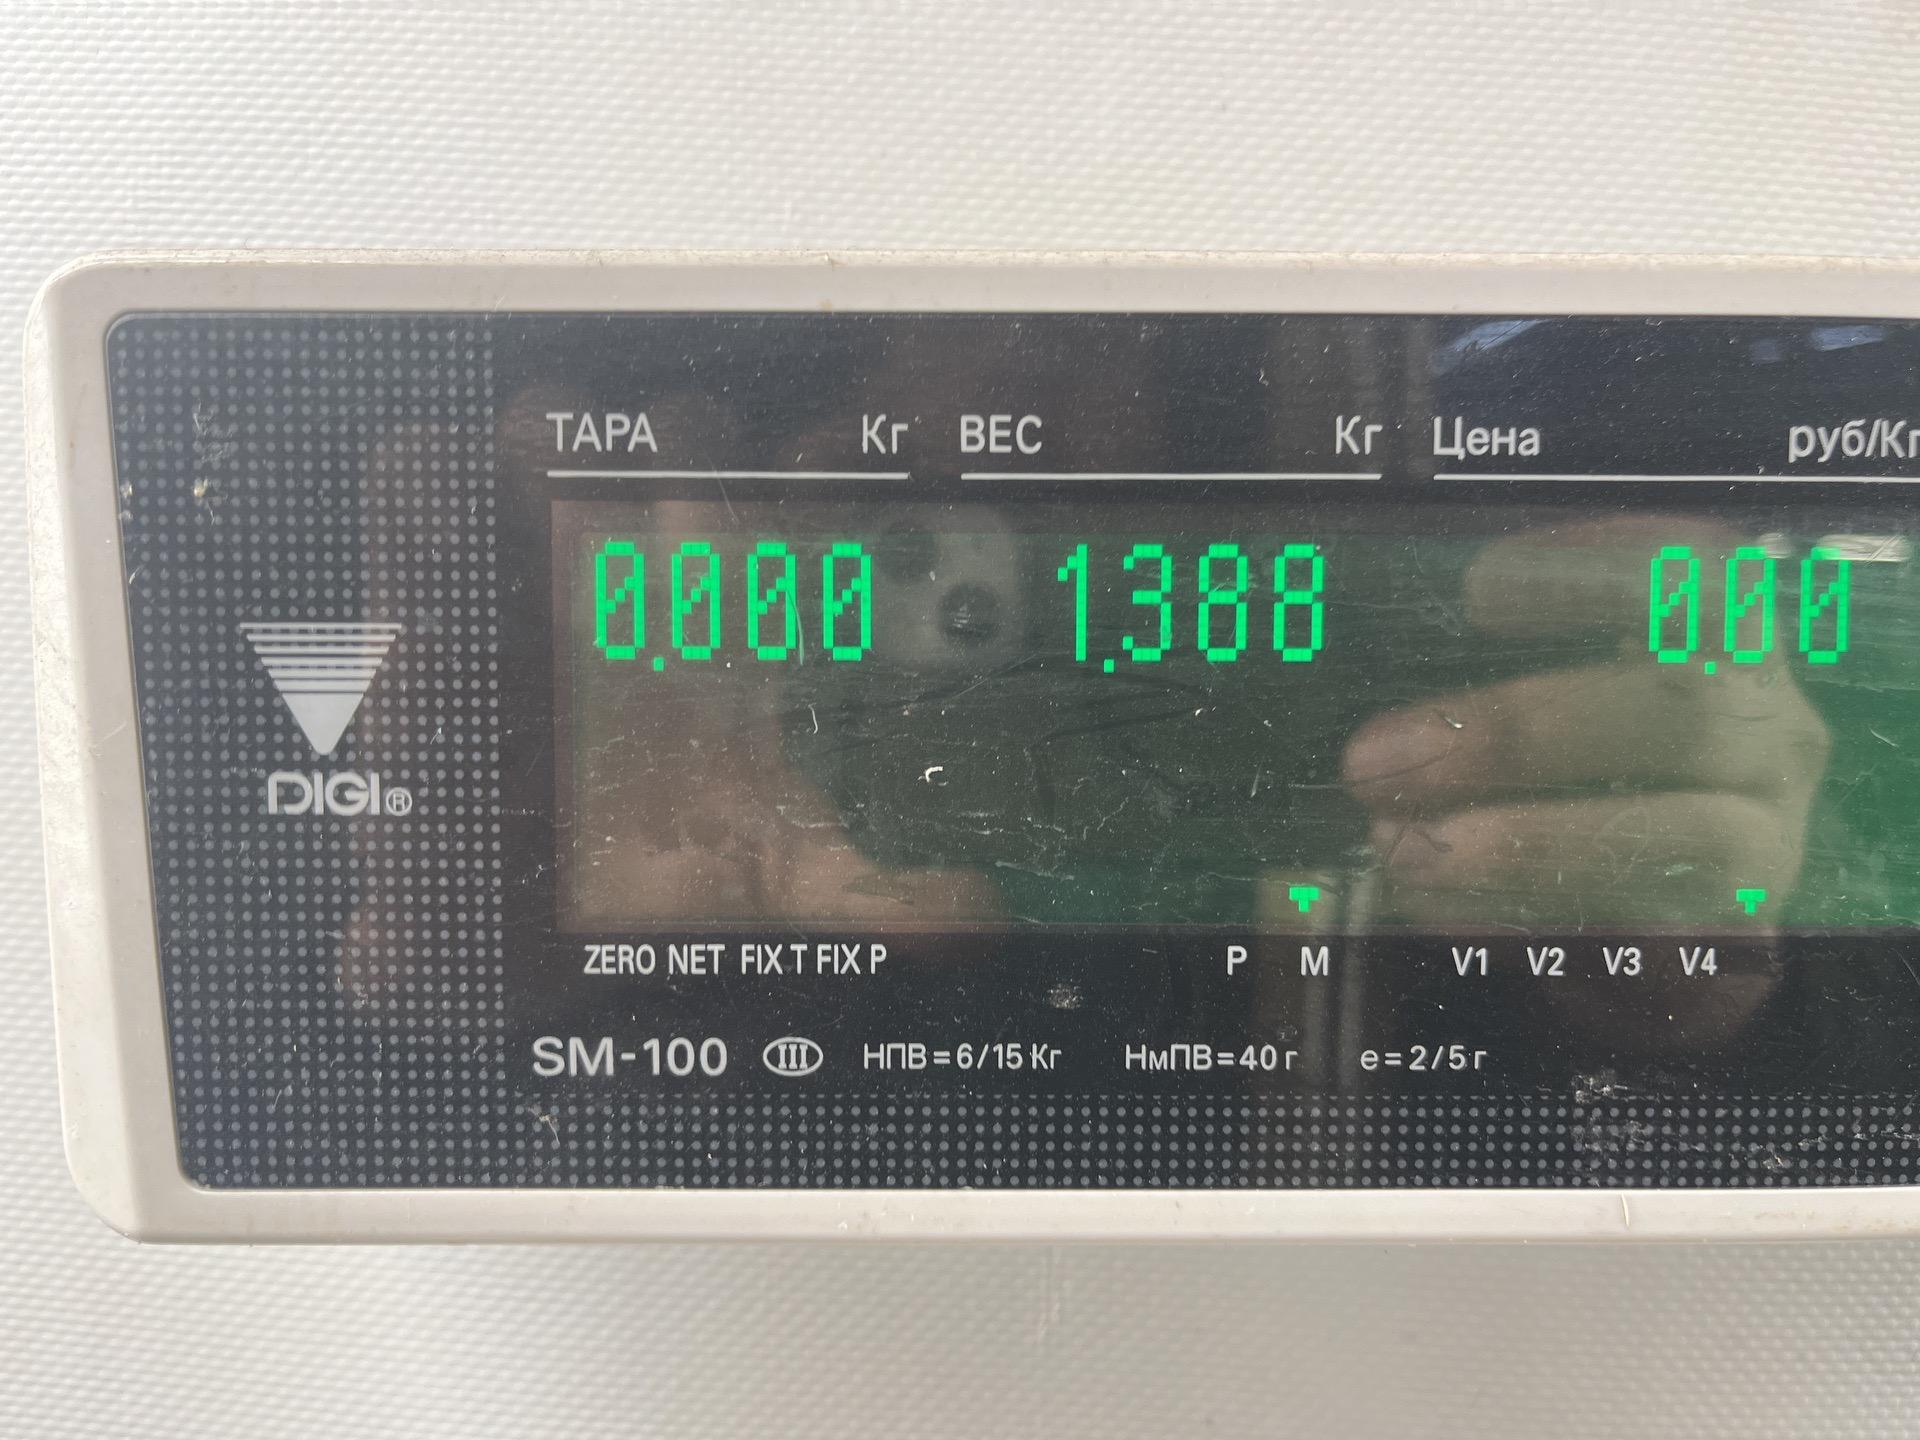 ТАРА Кг ВЕС Кг Цена руб/Кг
0.000 1.388 0.00
DIGI®
ZERO NET FIX T FIX P P M V1 V2 V3 V4
SM-100 III НПВ=6/15 Кг НмПВ=40 г e=2/5 г